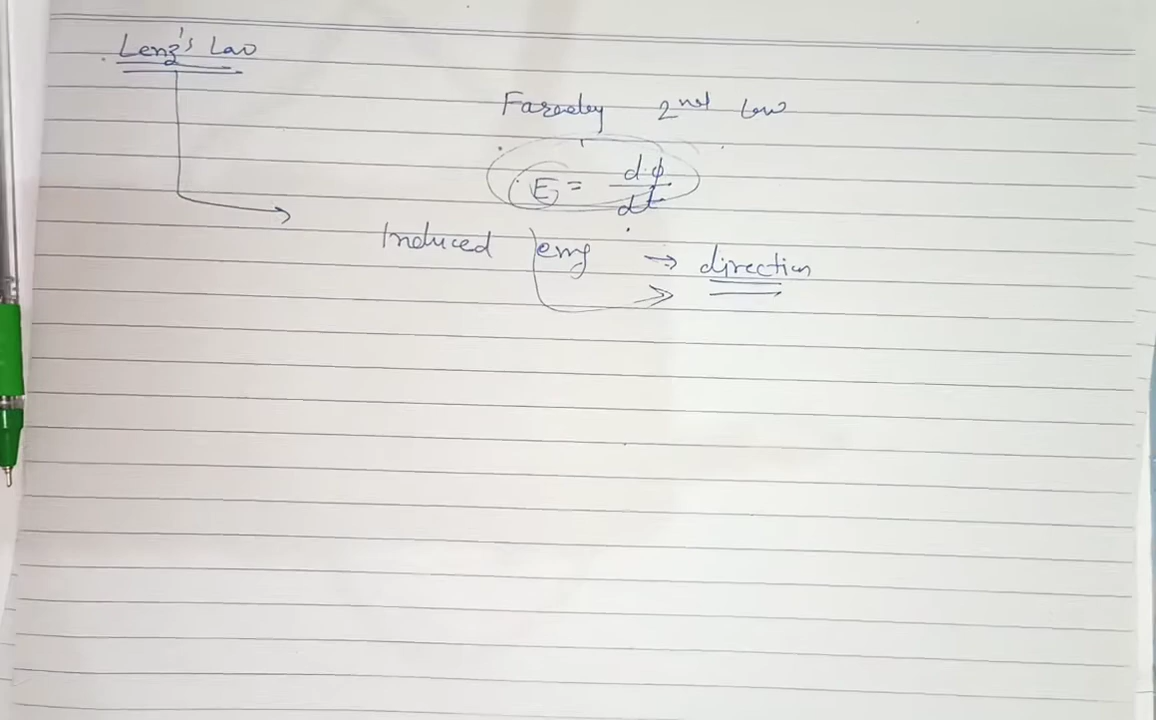 Lenz's Law
Faraday 2nd Law
E = dφ/dt
Induced emf → direction